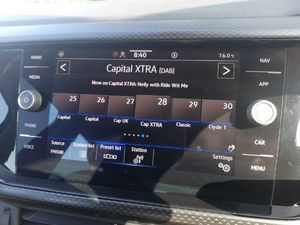 RADIO
8:40
16.0°C
NAV
Capital XTRA (DAB)
MEDIA
APP
Now on Capital XTRA: Nelly with Ride Wit Me
25 26 27 28 29 30
Capital Capital Cap UK Cap XTRA Classic Clyde 1
PHONE
CAR
VOICE
Source Station list Preset list Station Settings
FM/DAB
MENU